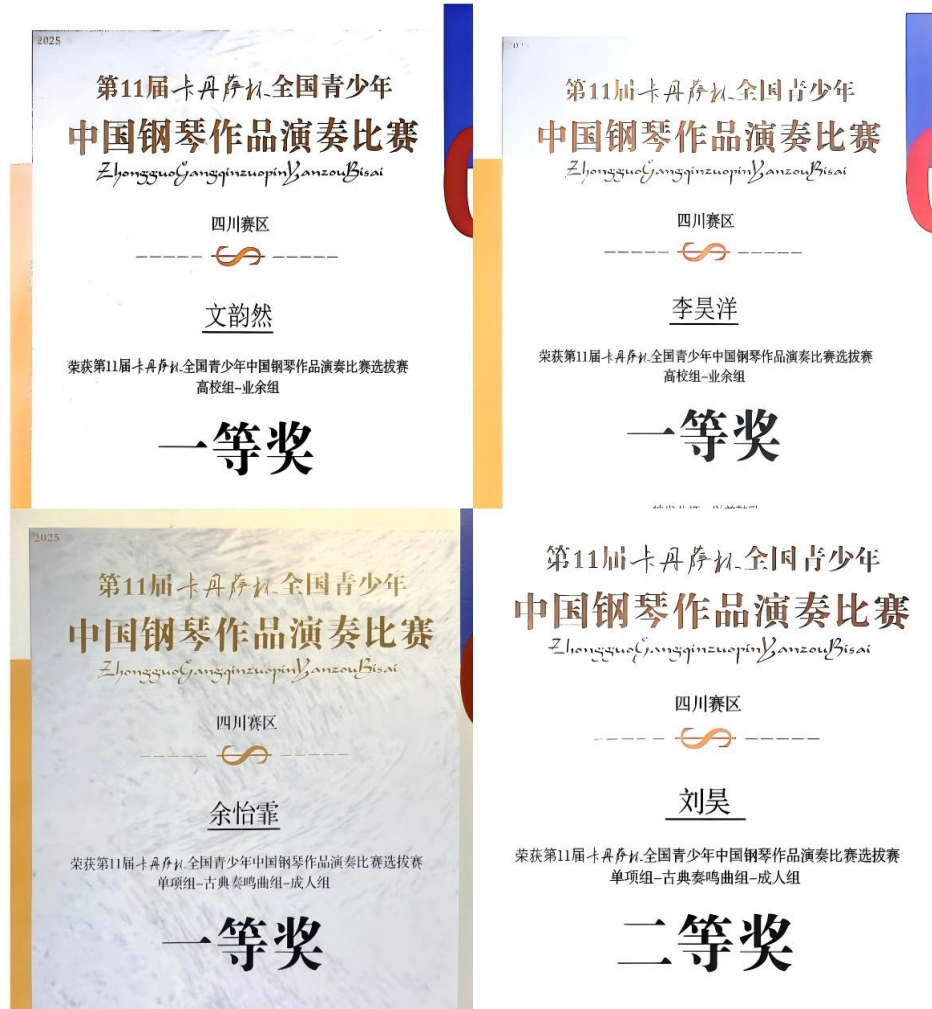 2025
第11届卡丹萨杯全国青少年
中国钢琴作品演奏比赛
ZhongguoGangqinzuopinYanzouBisai
四川赛区
文韵然
荣获第11届卡丹萨杯全国青少年中国钢琴作品演奏比赛选拔赛
高校组-业余组
一等奖
第11届卡丹萨杯全国青少年
中国钢琴作品演奏比赛
ZhongguoGangqinzuopinYanzouBisai
四川赛区
李昊洋
荣获第11届卡丹萨杯全国青少年中国钢琴作品演奏比赛选拔赛
高校组-业余组
一等奖
2025
第11届卡丹萨杯全国青少年
中国钢琴作品演奏比赛
ZhongguoGangqinzuopinYanzouBisai
四川赛区
余怡霏
荣获第11届卡丹萨杯全国青少年中国钢琴作品演奏比赛选拔赛
单项组-古典奏鸣曲组-成人组
一等奖
第11届卡丹萨杯全国青少年
中国钢琴作品演奏比赛
ZhongguoGangqinzuopinYanzouBisai
四川赛区
刘昊
荣获第11届卡丹萨杯全国青少年中国钢琴作品演奏比赛选拔赛
单项组-古典奏鸣曲组-成人组
二等奖